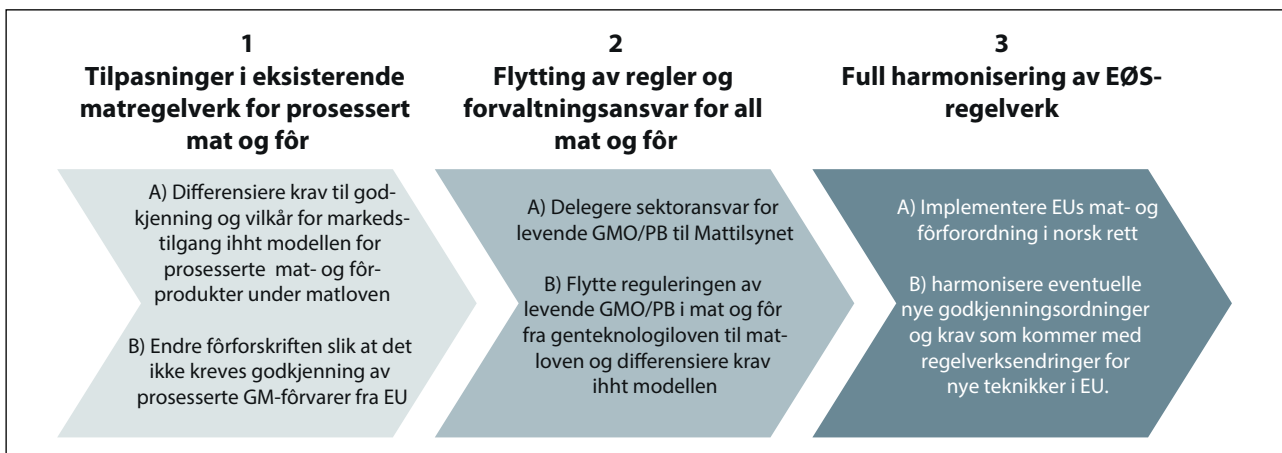 1
Tilpasninger i eksisterende
matregelverk for prosessert
mat og fôr
A) Differensiere krav til god-
kjenning og vilkår for markeds-
tilgang ihht modellen for
prosesserte mat- og fôr-
produkter under matloven
B) Endre fôrforskriften slik at det
ikke kreves godkjenning av
prosesserte GM-fôrvarer fra EU
2
Flytting av regler og
forvaltningsansvar for all
mat og fôr
A) Delegere sektoransvar for
levende GMO/PB til Mattilsynet
B) Flytte reguleringen av
levende GMO/PB i mat og fôr
fra genteknologiloven til mat-
loven og differensiere krav
ihht modellen
3
Full harmonisering av EØS-
regelverk
A) Implementere EUs mat- og
fôrforordning i norsk rett
B) harmonisere eventuelle
nye godkjenningsordninger
og krav som kommer med
regelverksendringer for
nye teknikker i EU.